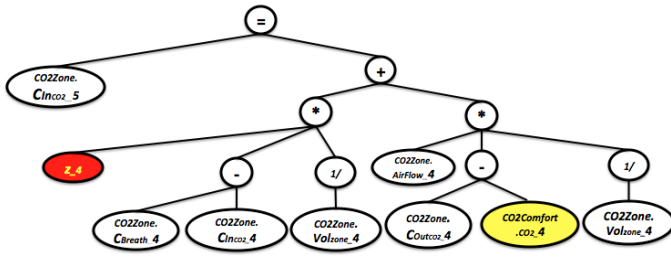 =
CO2Zone.
CInco2_5
+
*
*
z_4
-
1/
CO2Zone.
AirFlow_4
-
1/
CO2Zone.
CBreath_4
CO2Zone.
CInco2_4
CO2Zone.
Volzone_4
CO2Zone.
COutco2_4
CO2Comfort
.CO2_4
CO2Zone.
Volzone_4